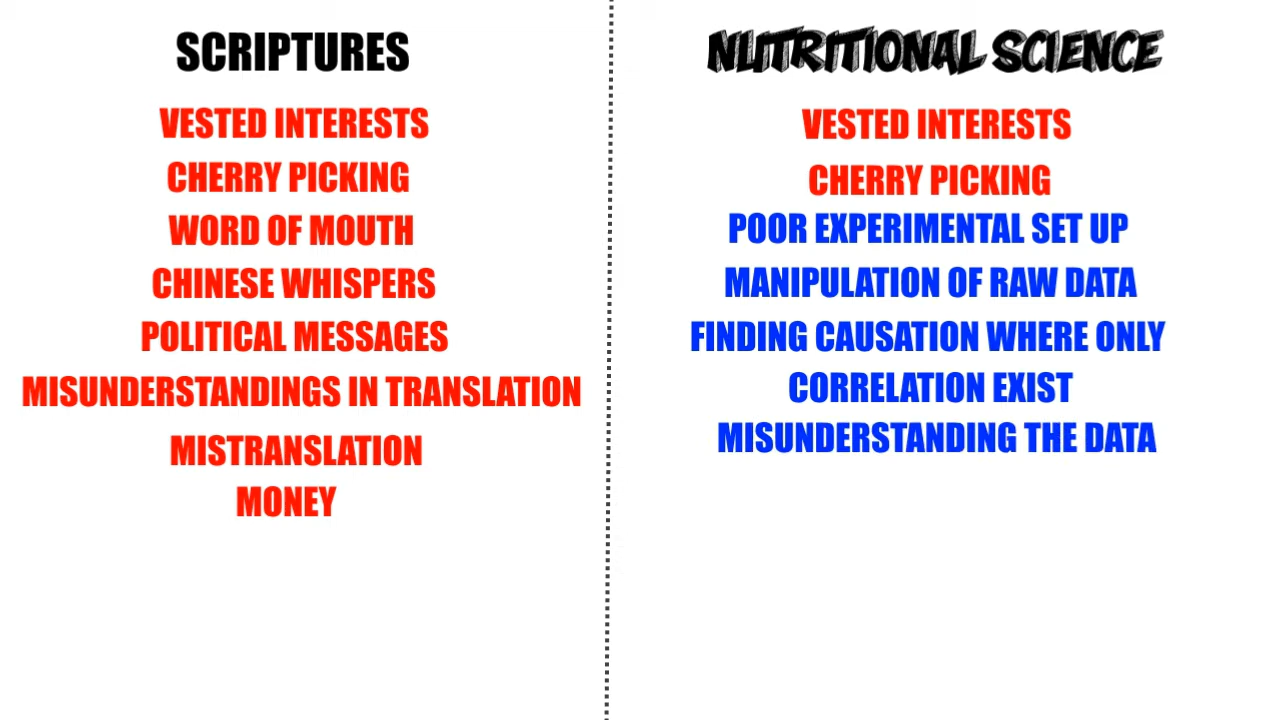 SCRIPTURES
VESTED INTERESTS
CHERRY PICKING
WORD OF MOUTH
CHINESE WHISPERS
POLITICAL MESSAGES
MISUNDERSTANDINGS IN TRANSLATION
MISTRANSLATION
MONEY
NUTRITIONAL SCIENCE
VESTED INTERESTS
CHERRY PICKING
POOR EXPERIMENTAL SET UP
MANIPULATION OF RAW DATA
FINDING CAUSATION WHERE ONLY
CORRELATION EXIST
MISUNDERSTANDING THE DATA